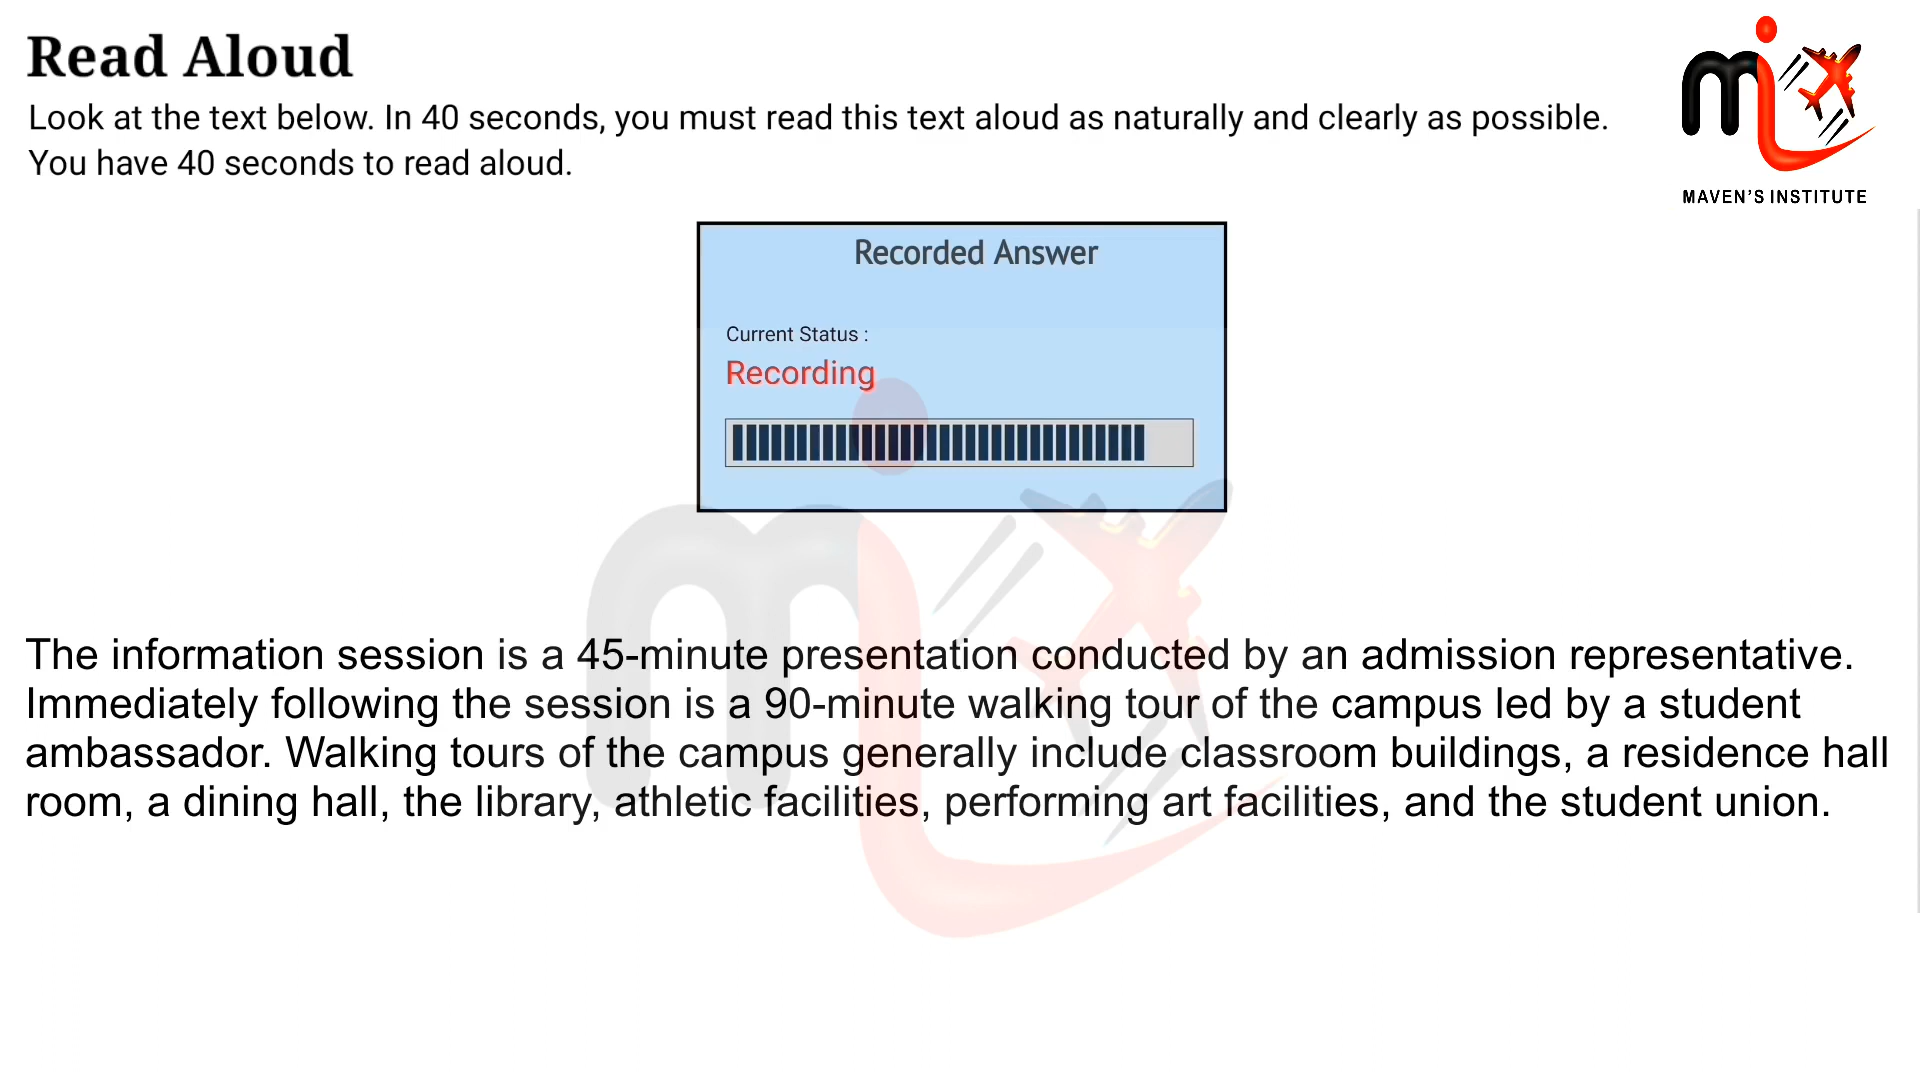 Read Aloud
Look at the text below. In 40 seconds, you must read this text aloud as naturally and clearly as possible.
You have 40 seconds to read aloud.
MAVEN'S INSTITUTE
Recorded Answer
Current Status :
Recording
The information session is a 45-minute presentation conducted by an admission representative.
Immediately following the session is a 90-minute walking tour of the campus led by a student
ambassador. Walking tours of the campus generally include classroom buildings, a residence hall
room, a dining hall, the library, athletic facilities, performing art facilities, and the student union.